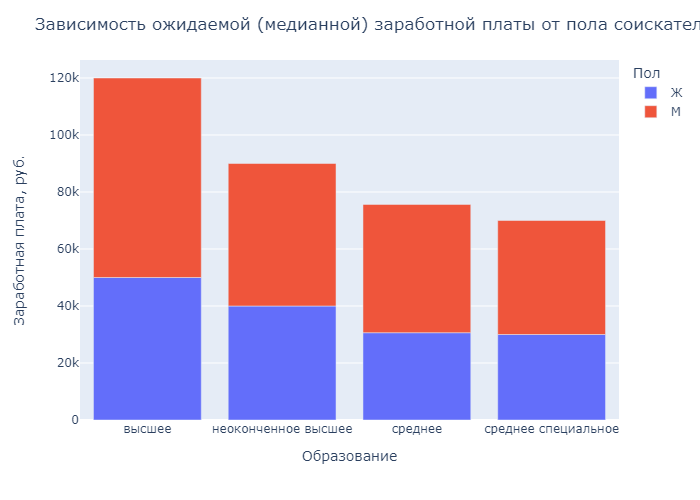 Зависимость ожидаемой (медианной) заработной платы от пола соискател
Пол
Ж
М
120k
100k
80k
60k
40k
20k
0
Заработная плата, руб.
высшее
неоконченное высшее
среднее
среднее специальное
Образование